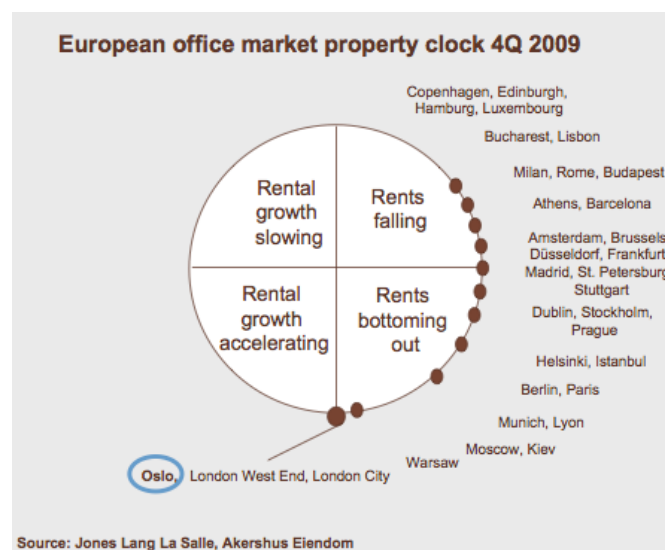 European office market property clock 4Q 2009
Copenhagen, Edinburgh,
Hamburg, Luxembourg
Bucharest, Lisbon
Milan, Rome, Budapest
Athens, Barcelona
Amsterdam, Brussels
Düsseldorf, Frankfurt
Madrid, St. Petersburg
Stuttgart
Dublin, Stockholm,
Prague
Helsinki, Istanbul
Berlin, Paris
Munich, Lyon
Moscow, Kiev
Warsaw
Rental
growth
slowing
Rents
falling
Rental
growth
accelerating
Rents
bottoming
out
Oslo, London West End, London City
Source: Jones Lang La Salle, Akershus Eiendom